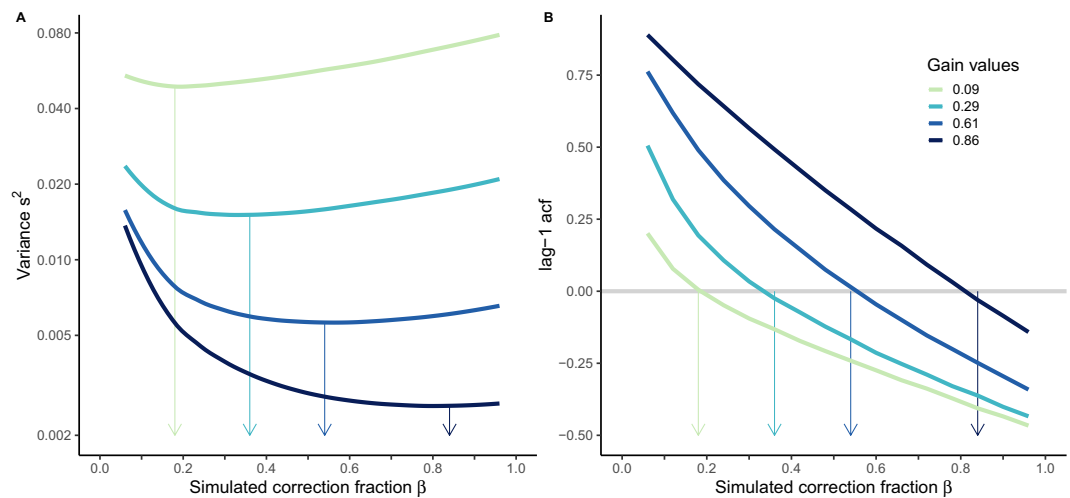 A
Variance s²
0.080
0.040
0.020
0.010
0.005
0.002
0.0 0.2 0.4 0.6 0.8 1.0
Simulated correction fraction β
B
lag−1 acf
0.75
0.50
0.25
0.00
−0.25
−0.50
Gain values
0.09
0.29
0.61
0.86
0.0 0.2 0.4 0.6 0.8 1.0
Simulated correction fraction β